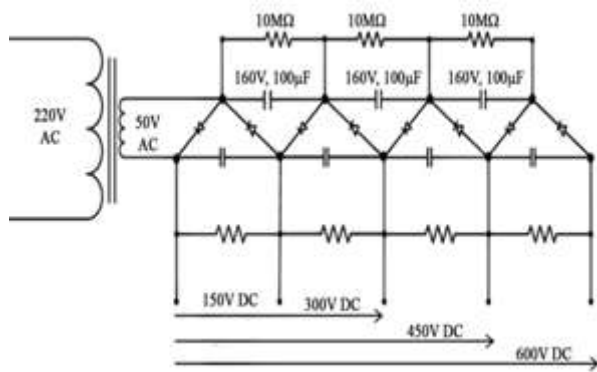 10MΩ 10MΩ 10MΩ
160V, 100μF 160V, 100μF 160V, 100μF
220V
AC
50V
AC
150V DC
300V DC
450V DC
600V DC